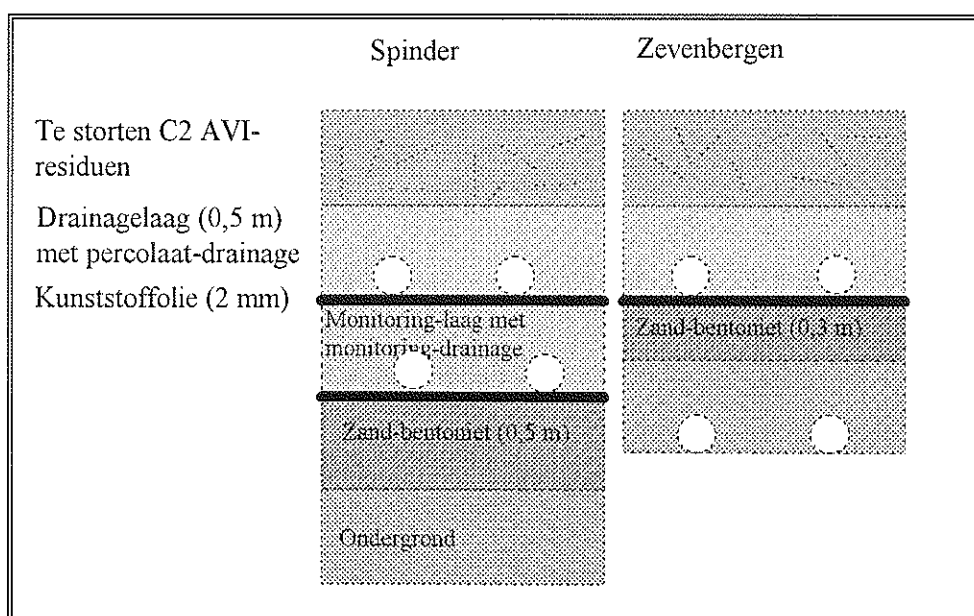 Spinder Zevenbergen
Te storten C2 AVI-
residuen
Drainagelaag (0,5 m)
met percolaat-drainage
Kunststoffolie (2 mm)
Monitoring-laag met
monitoring-drainage
Zand-bentoniet (0,3 m)
Zand-bentoniet (0,5 m)
Ondergrond